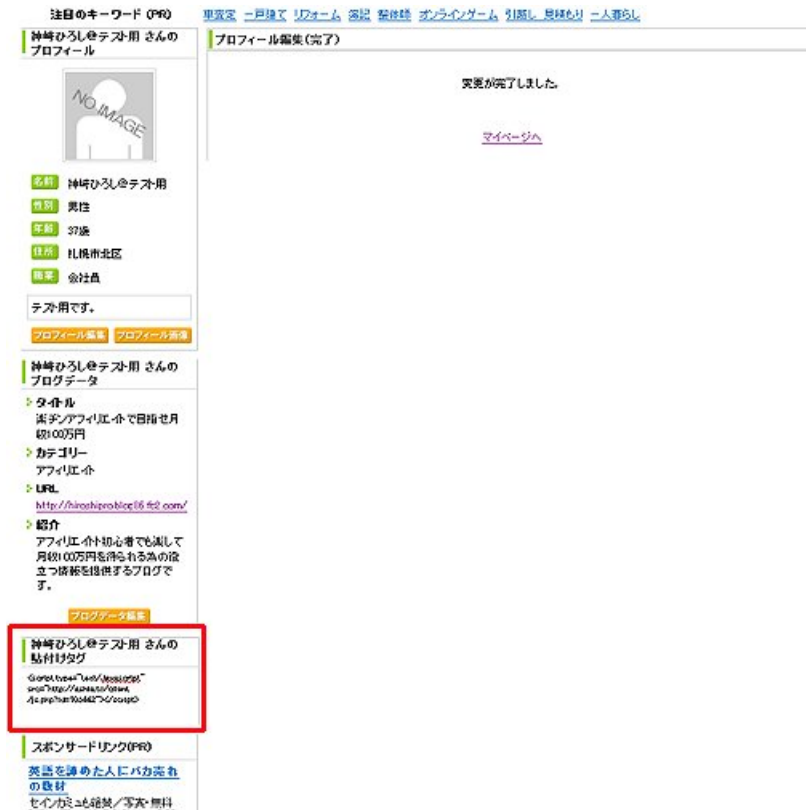 注目のキーワード (PR)
車査定 一戸建て リフォーム 簿記 整体師 オンラインゲーム 引越し 見積もり 一人暮らし
神崎ひろし@テスト用 さんの
プロフィール
プロフィール編集(完了)
変更が完了しました。
マイページへ
NO IMAGE
名前 神崎ひろし@テスト用
性別 男性
年齢 37歳
住所 札幌市北区
職業 会社員
テスト用です。
プロフィール編集 プロフィール画像
神崎ひろし@テスト用 さんの
ブログデータ
タイトル
楽チンアフィリエイトで目指せ月
収100万円
カテゴリー
アフィリエイト
URL
http://hiroshipro.blog16.fc2.com/
紹介
アフィリエイト初心者でも楽して
月収100万円を得られる為の役
立つ情報を提供するブログで
す。
ブログデータ編集
神崎ひろし@テスト用 さんの
貼付けタグ
<script type="text/javascript"
スポンサードリンク(PR)
英語を諦めた人にバカ売れ
の教材